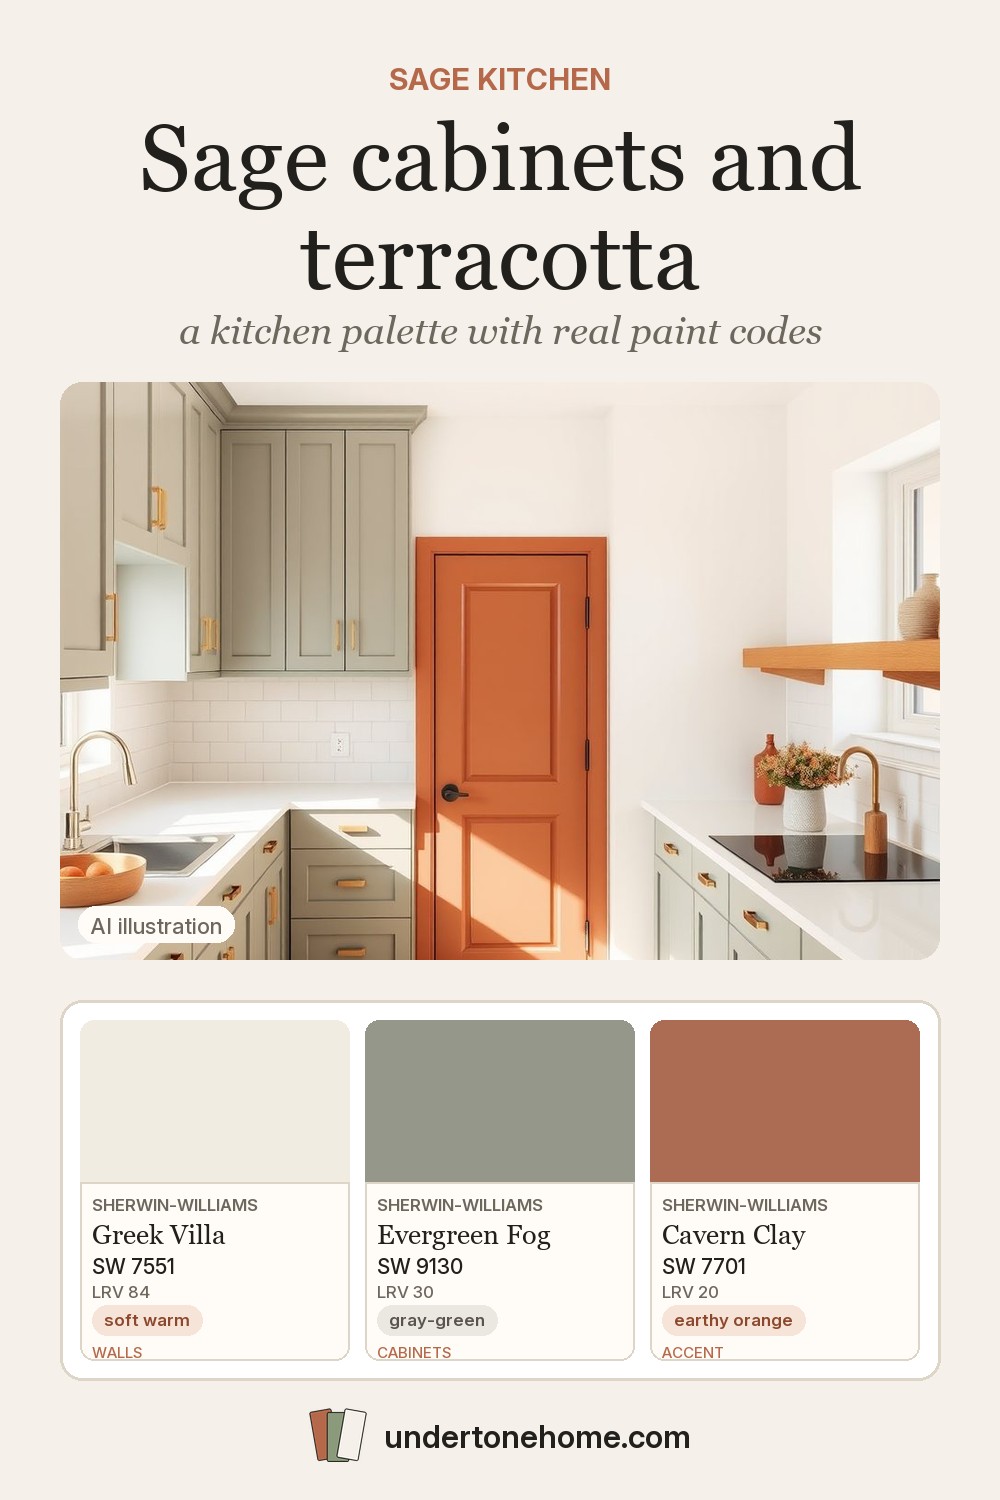 SAGE KITCHEN
Sage cabinets and
terracotta
a kitchen palette with real paint codes
AI illustration
SHERWIN-WILLIAMS
Greek Villa
SW 7551
LRV 84
soft warm
WALLS
SHERWIN-WILLIAMS
Evergreen Fog
SW 9130
LRV 30
gray-green
CABINETS
SHERWIN-WILLIAMS
Cavern Clay
SW 7701
LRV 20
earthy orange
ACCENT
undertonehome.com